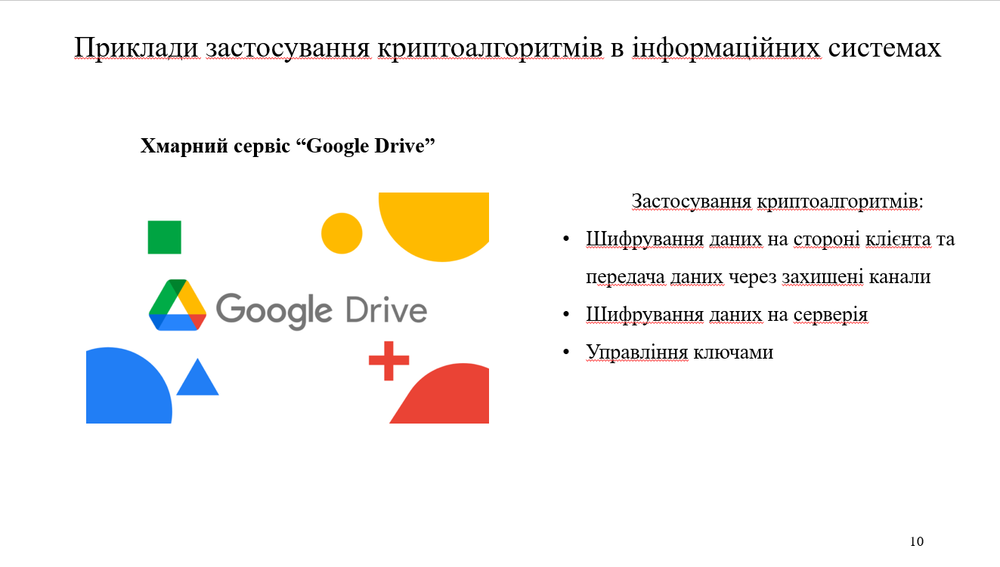 Приклади застосування криптоалгоритмів в інформаційних системах
Хмарний сервіс “Google Drive”
Google Drive
Застосування криптоалгоритмів:
• Шифрування даних на стороні клієнта та
передача даних через захищені канали
• Шифрування даних на серверія
• Управління ключами
10